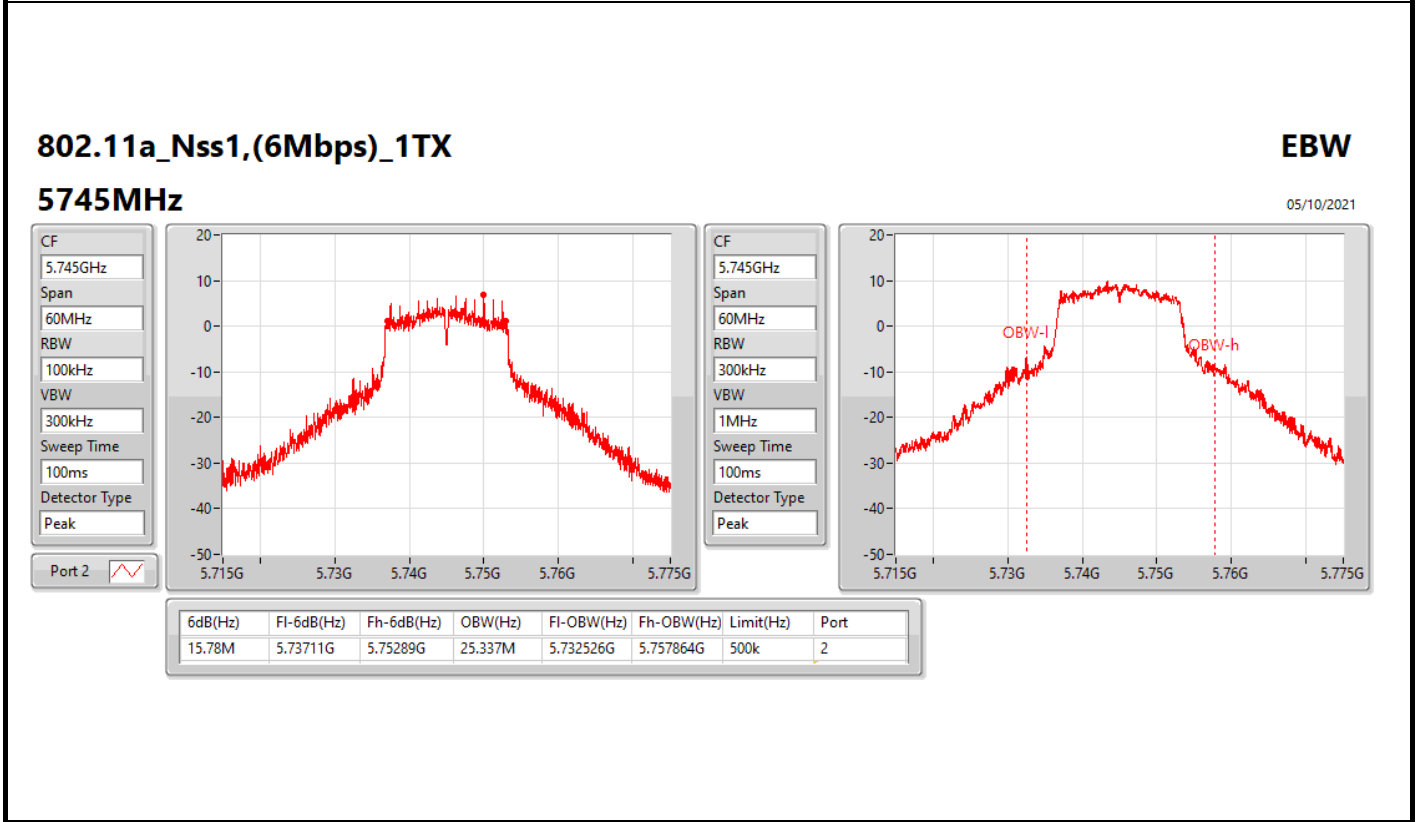 802.11a_Nss1,(6Mbps)_1TX
EBW
5745MHz
05/10/2021
CF
5.745GHz
Span
60MHz
RBW
100kHz
VBW
300kHz
Sweep Time
100ms
Detector Type
Peak
Port 2
20
10
0
-10
-20
-30
-40
-50
5.715G 5.73G 5.74G 5.75G 5.76G 5.775G
CF
5.745GHz
Span
60MHz
RBW
300kHz
VBW
1MHz
Sweep Time
100ms
Detector Type
Peak
20
10
0
-10
-20
-30
-40
-50
OBW-l
OBW-h
5.715G 5.73G 5.74G 5.75G 5.76G 5.775G
6dB(Hz) Fl-6dB(Hz) Fh-6dB(Hz) OBW(Hz) Fl-OBW(Hz) Fh-OBW(Hz) Limit(Hz) Port
15.78M 5.73711G 5.75289G 25.337M 5.732526G 5.757864G 500k 2